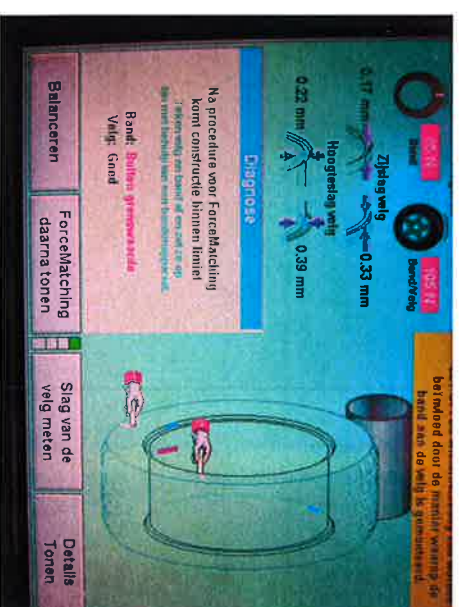 beïnvloed door de manier waarop de
band aan de velg is gemonteerd.
Band
105 N
Band/Velg
Zijslag velg
0.17 mm
0.33 mm
Hoogteslag velg
0.22 mm
0.39 mm
Diagnose
Na procedure voor ForceMatching
komt constructie binnen limiet
Band: Buiten grenswaarde
Velg: Goed
Balanceren
ForceMatching
daarna tonen
Slag van de
velg meten
Details
Tonen